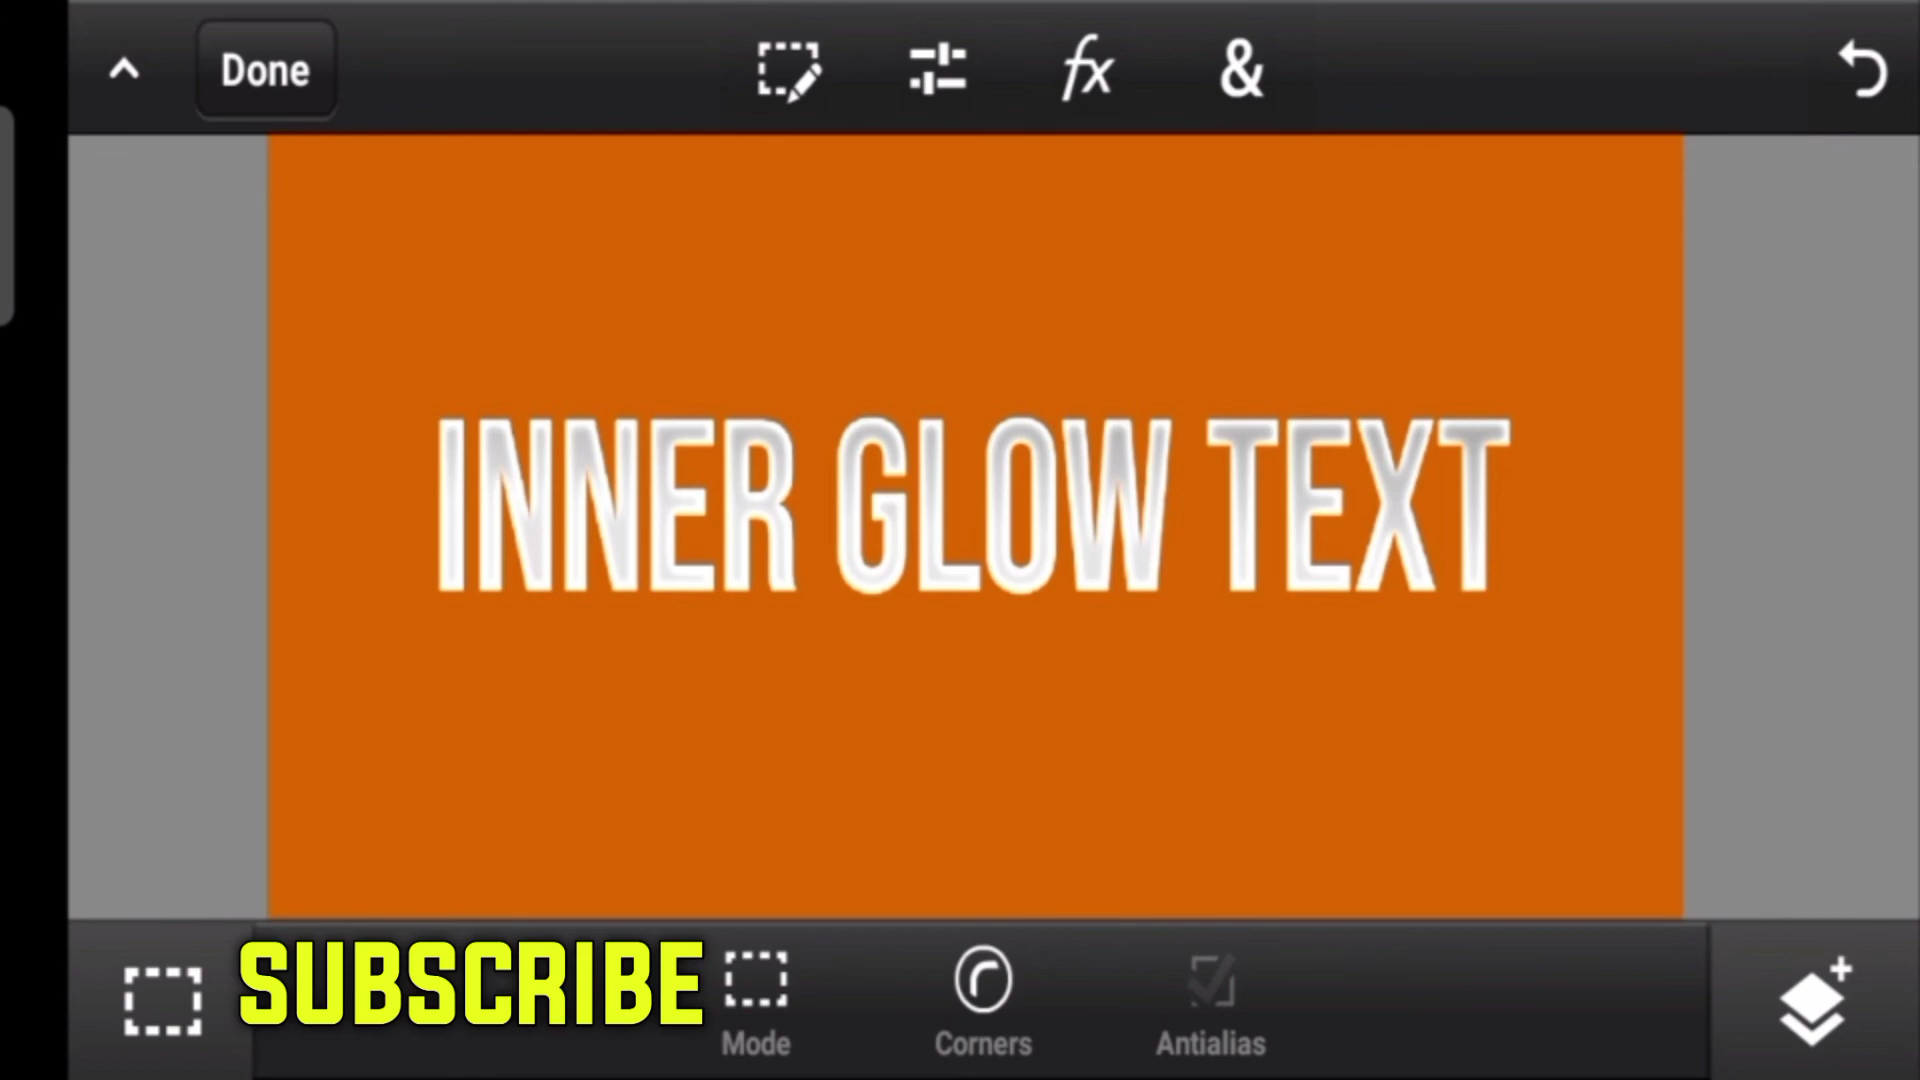 Done
fx
&
INNER GLOW TEXT
SUBSCRIBE
Mode
Corners
Antialias